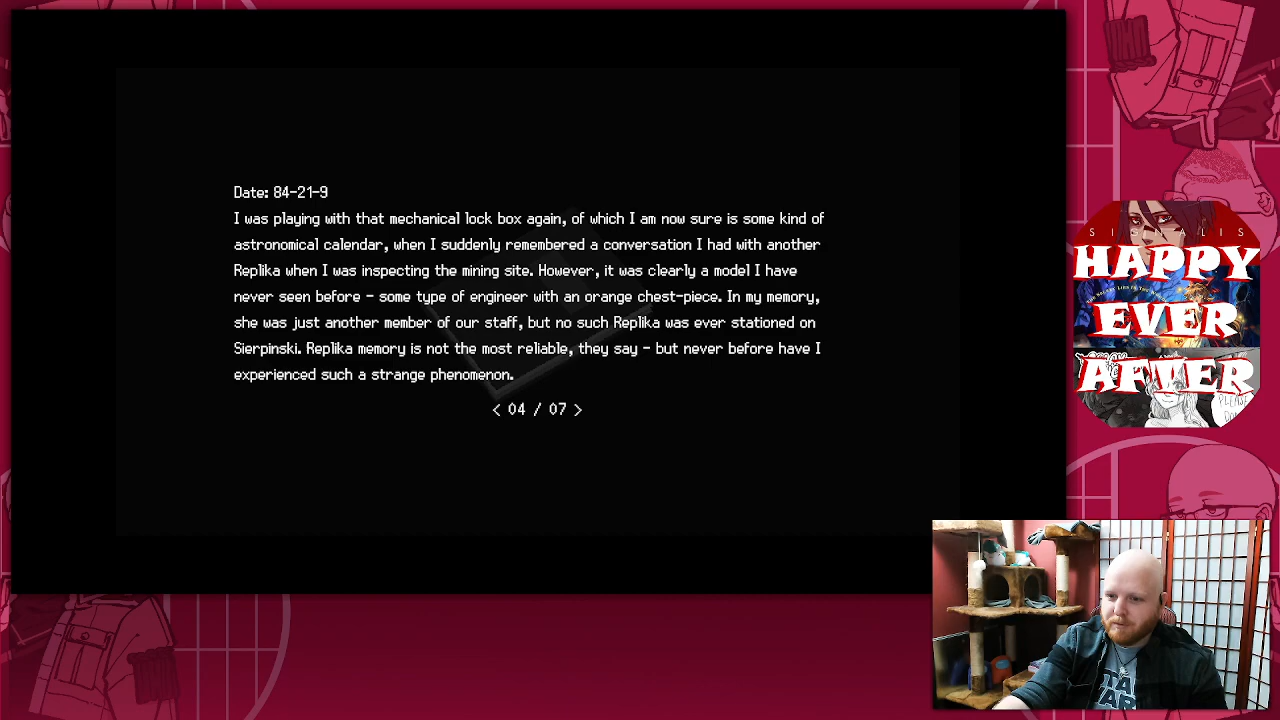 Date: 84-21-9
I was playing with that mechanical lock box again, of which I am now sure is some kind of
astronomical calendar, when I suddenly remembered a conversation I had with another
Replika when I was inspecting the mining site. However, it was clearly a model I have
never seen before - some type of engineer with an orange chest-piece. In my memory,
she was just another member of our staff, but no such Replika was ever stationed on
Sierpinski. Replika memory is not the most reliable, they say - but never before have I
experienced such a strange phenomenon.
< 04 / 07 >
SIGNALIS
HAPPY
EVER
AFTER
PLEASE
STAR
WARS